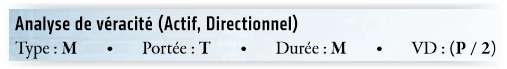 Analyse de véracité (Actif, Directionnel)
Type : M • Portée : T • Durée : M • VD : (P / 2)